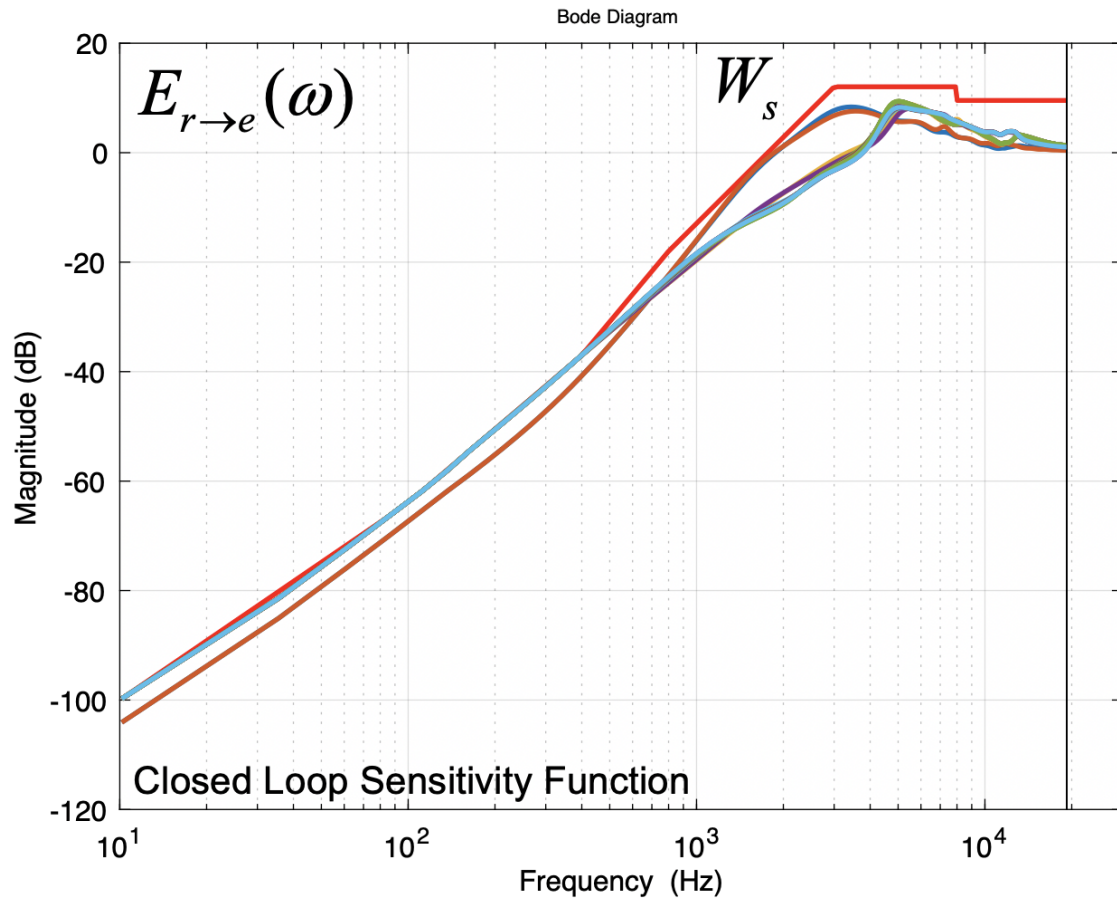 Bode Diagram
E_{r→e}(ω)
W_s
20
0
-20
-40
-60
-80
-100
-120
Magnitude (dB)
Closed Loop Sensitivity Function
10^1
10^2
10^3
10^4
Frequency (Hz)